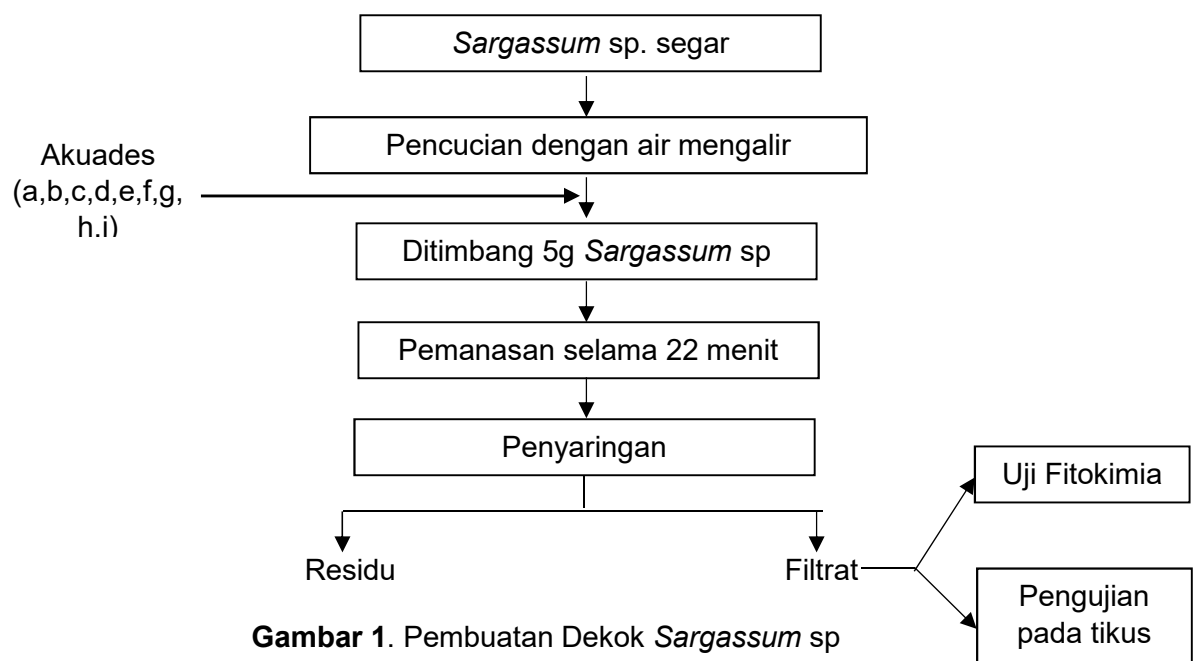 Sargassum sp. segar
Pencucian dengan air mengalir
Akuades
(a,b,c,d,e,f,g,
h.i)
Ditimbang 5g Sargassum sp
Pemanasan selama 22 menit
Penyaringan
Uji Fitokimia
Residu
Filtrat
Pengujian
pada tikus
Gambar 1. Pembuatan Dekok Sargassum sp